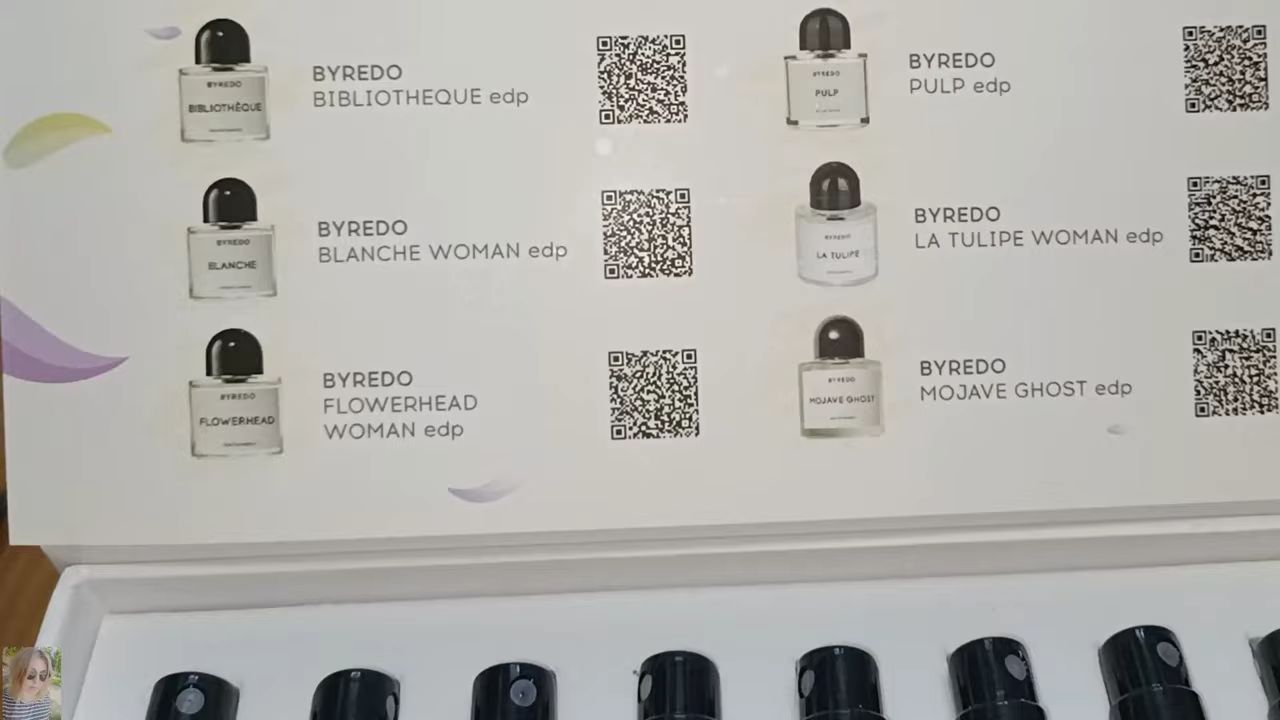 BYREDO
BIBLIOTHÈQUE
BYREDO
BIBLIOTHEQUE edp
BYREDO
PULP
BYREDO
PULP edp
BYREDO
BLANCHE
BYREDO
BLANCHE WOMAN edp
BYREDO
LA TULIPE
BYREDO
LA TULIPE WOMAN edp
BYREDO
FLOWERHEAD
BYREDO
FLOWERHEAD
WOMAN edp
BYREDO
MOJAVE GHOST
BYREDO
MOJAVE GHOST edp